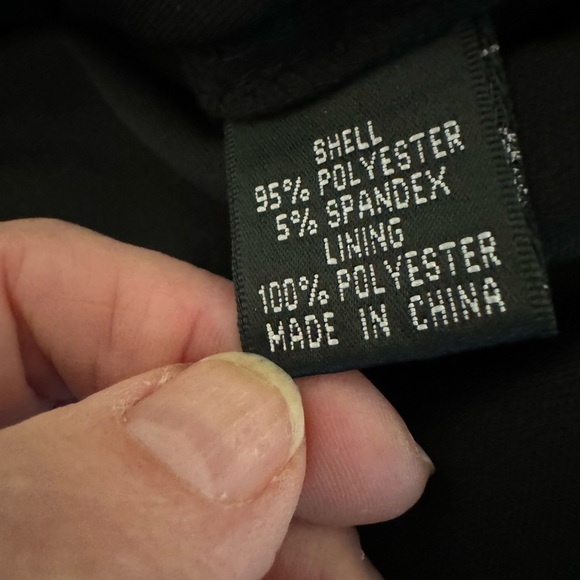 SHELL
95% POLYESTER
5% SPANDEX
LINING
100% POLYESTER
MADE IN CHINA